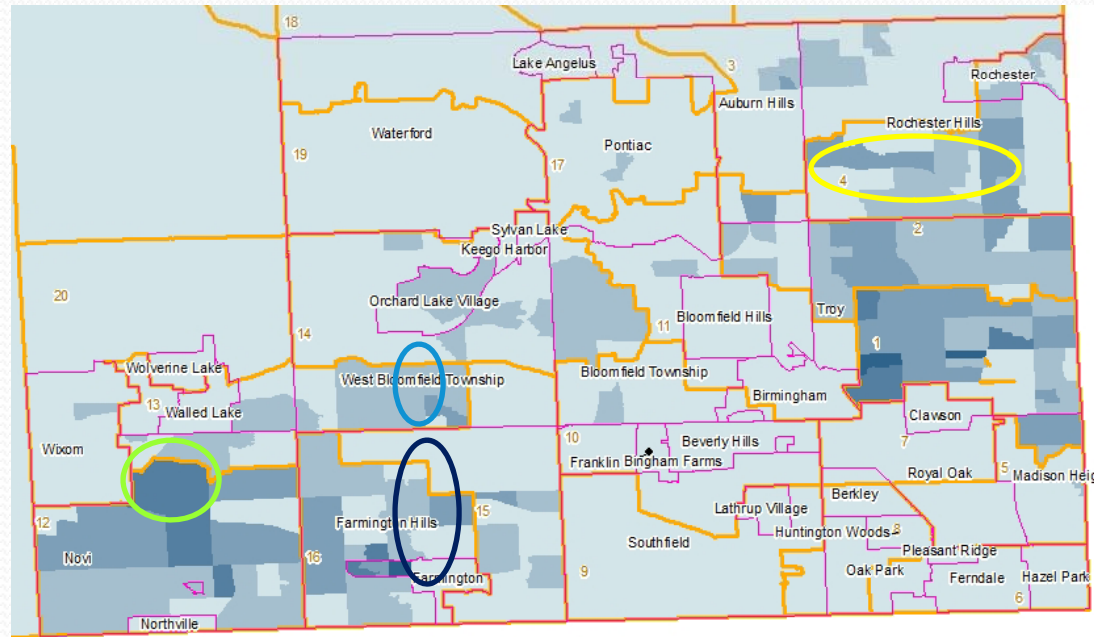 18
Lake Angelus
3
Rochester
Auburn Hills
Rochester Hills
Waterford
Pontiac
19
17
4
2
Sylvan Lake
Keego Harbor
20
Orchard Lake Village
Troy
Bloomfield Hills
11
14
1
Wolverine Lake
West Bloomfield Township
Bloomfield Township
Birmingham
13
Walled Lake
Clawson
Wixom
10
Beverly Hills
7
Franklin
Bingham Farms
Royal Oak
5
Madison Heig
Berkley
12
Farmington Hills
15
Lathrup Village
Huntington Woods
8
Southfield
Novi
16
Pleasant Ridge
9
Oak Park
Farmington
Ferndale
Hazel Park
6
Northville